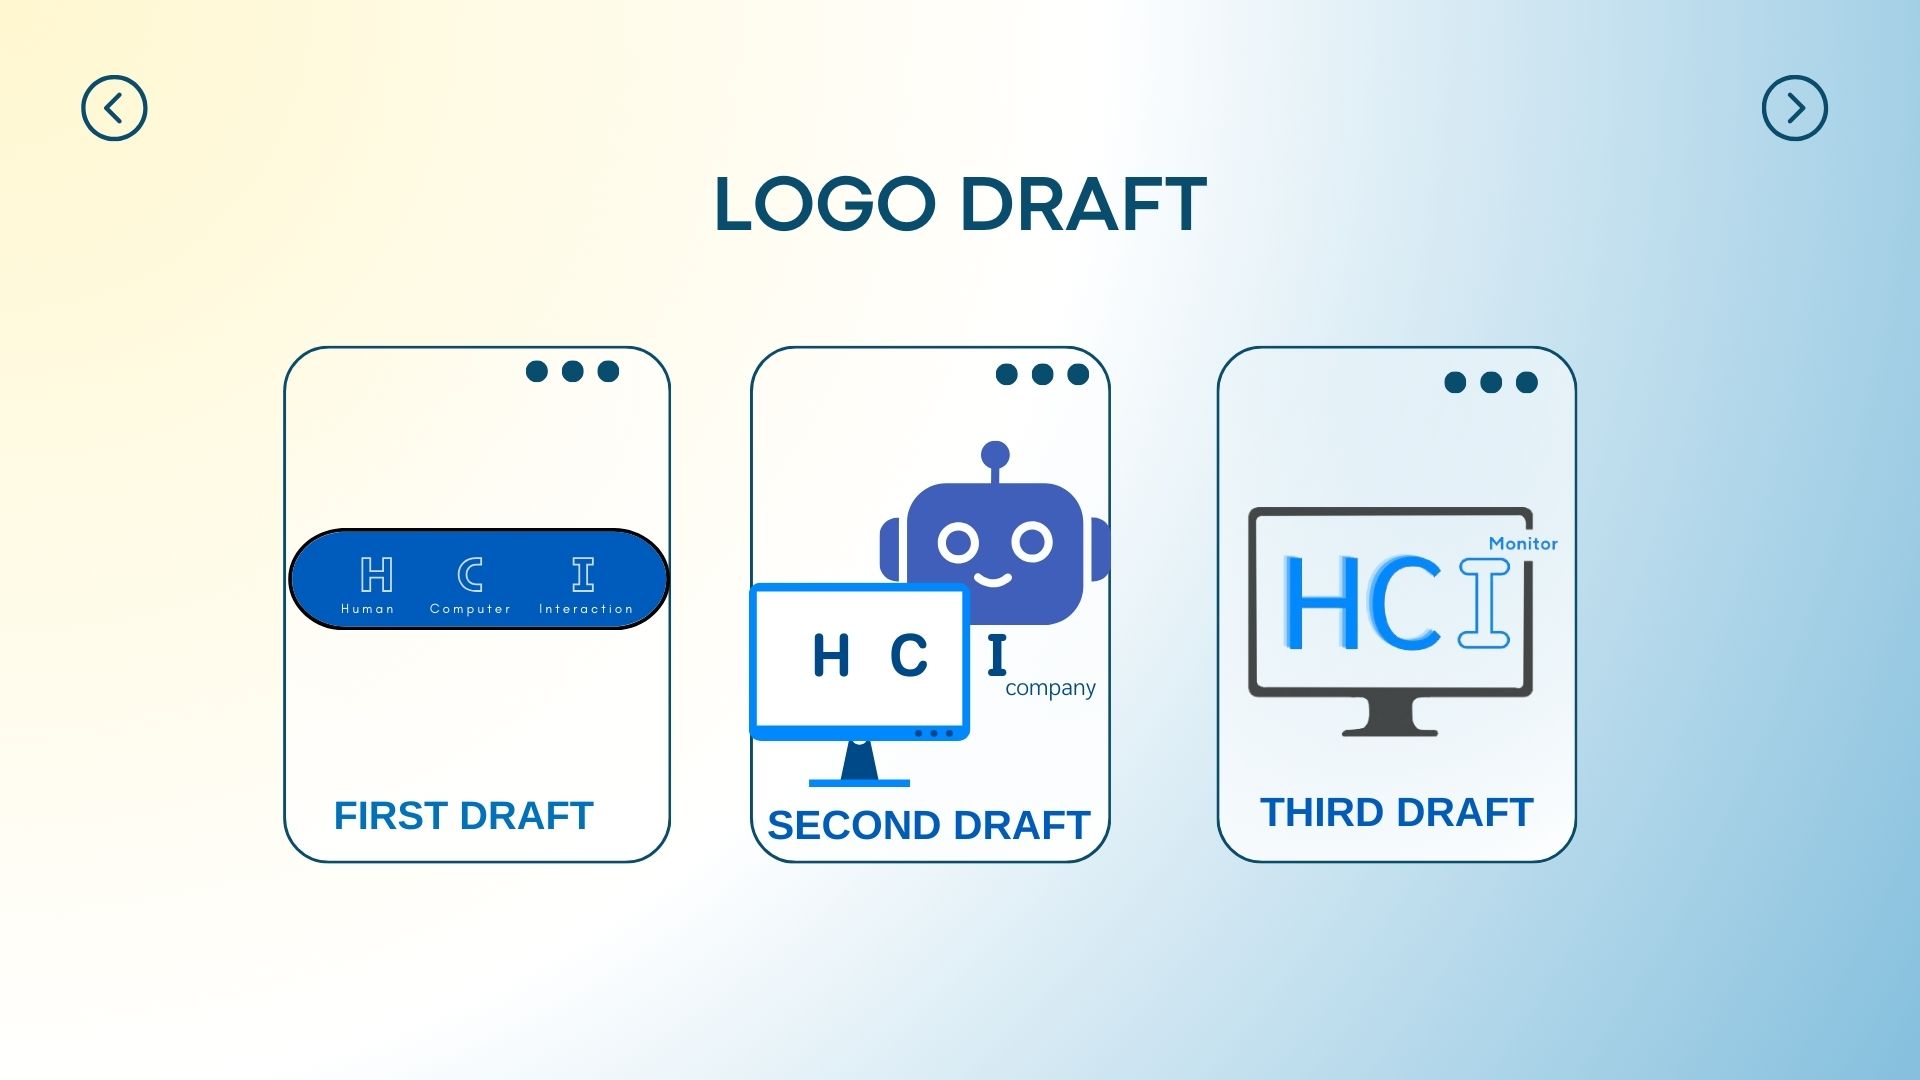 LOGO DRAFT
H C I
Human Computer Interaction
FIRST DRAFT
H C I
company
SECOND DRAFT
Monitor
HCI
THIRD DRAFT